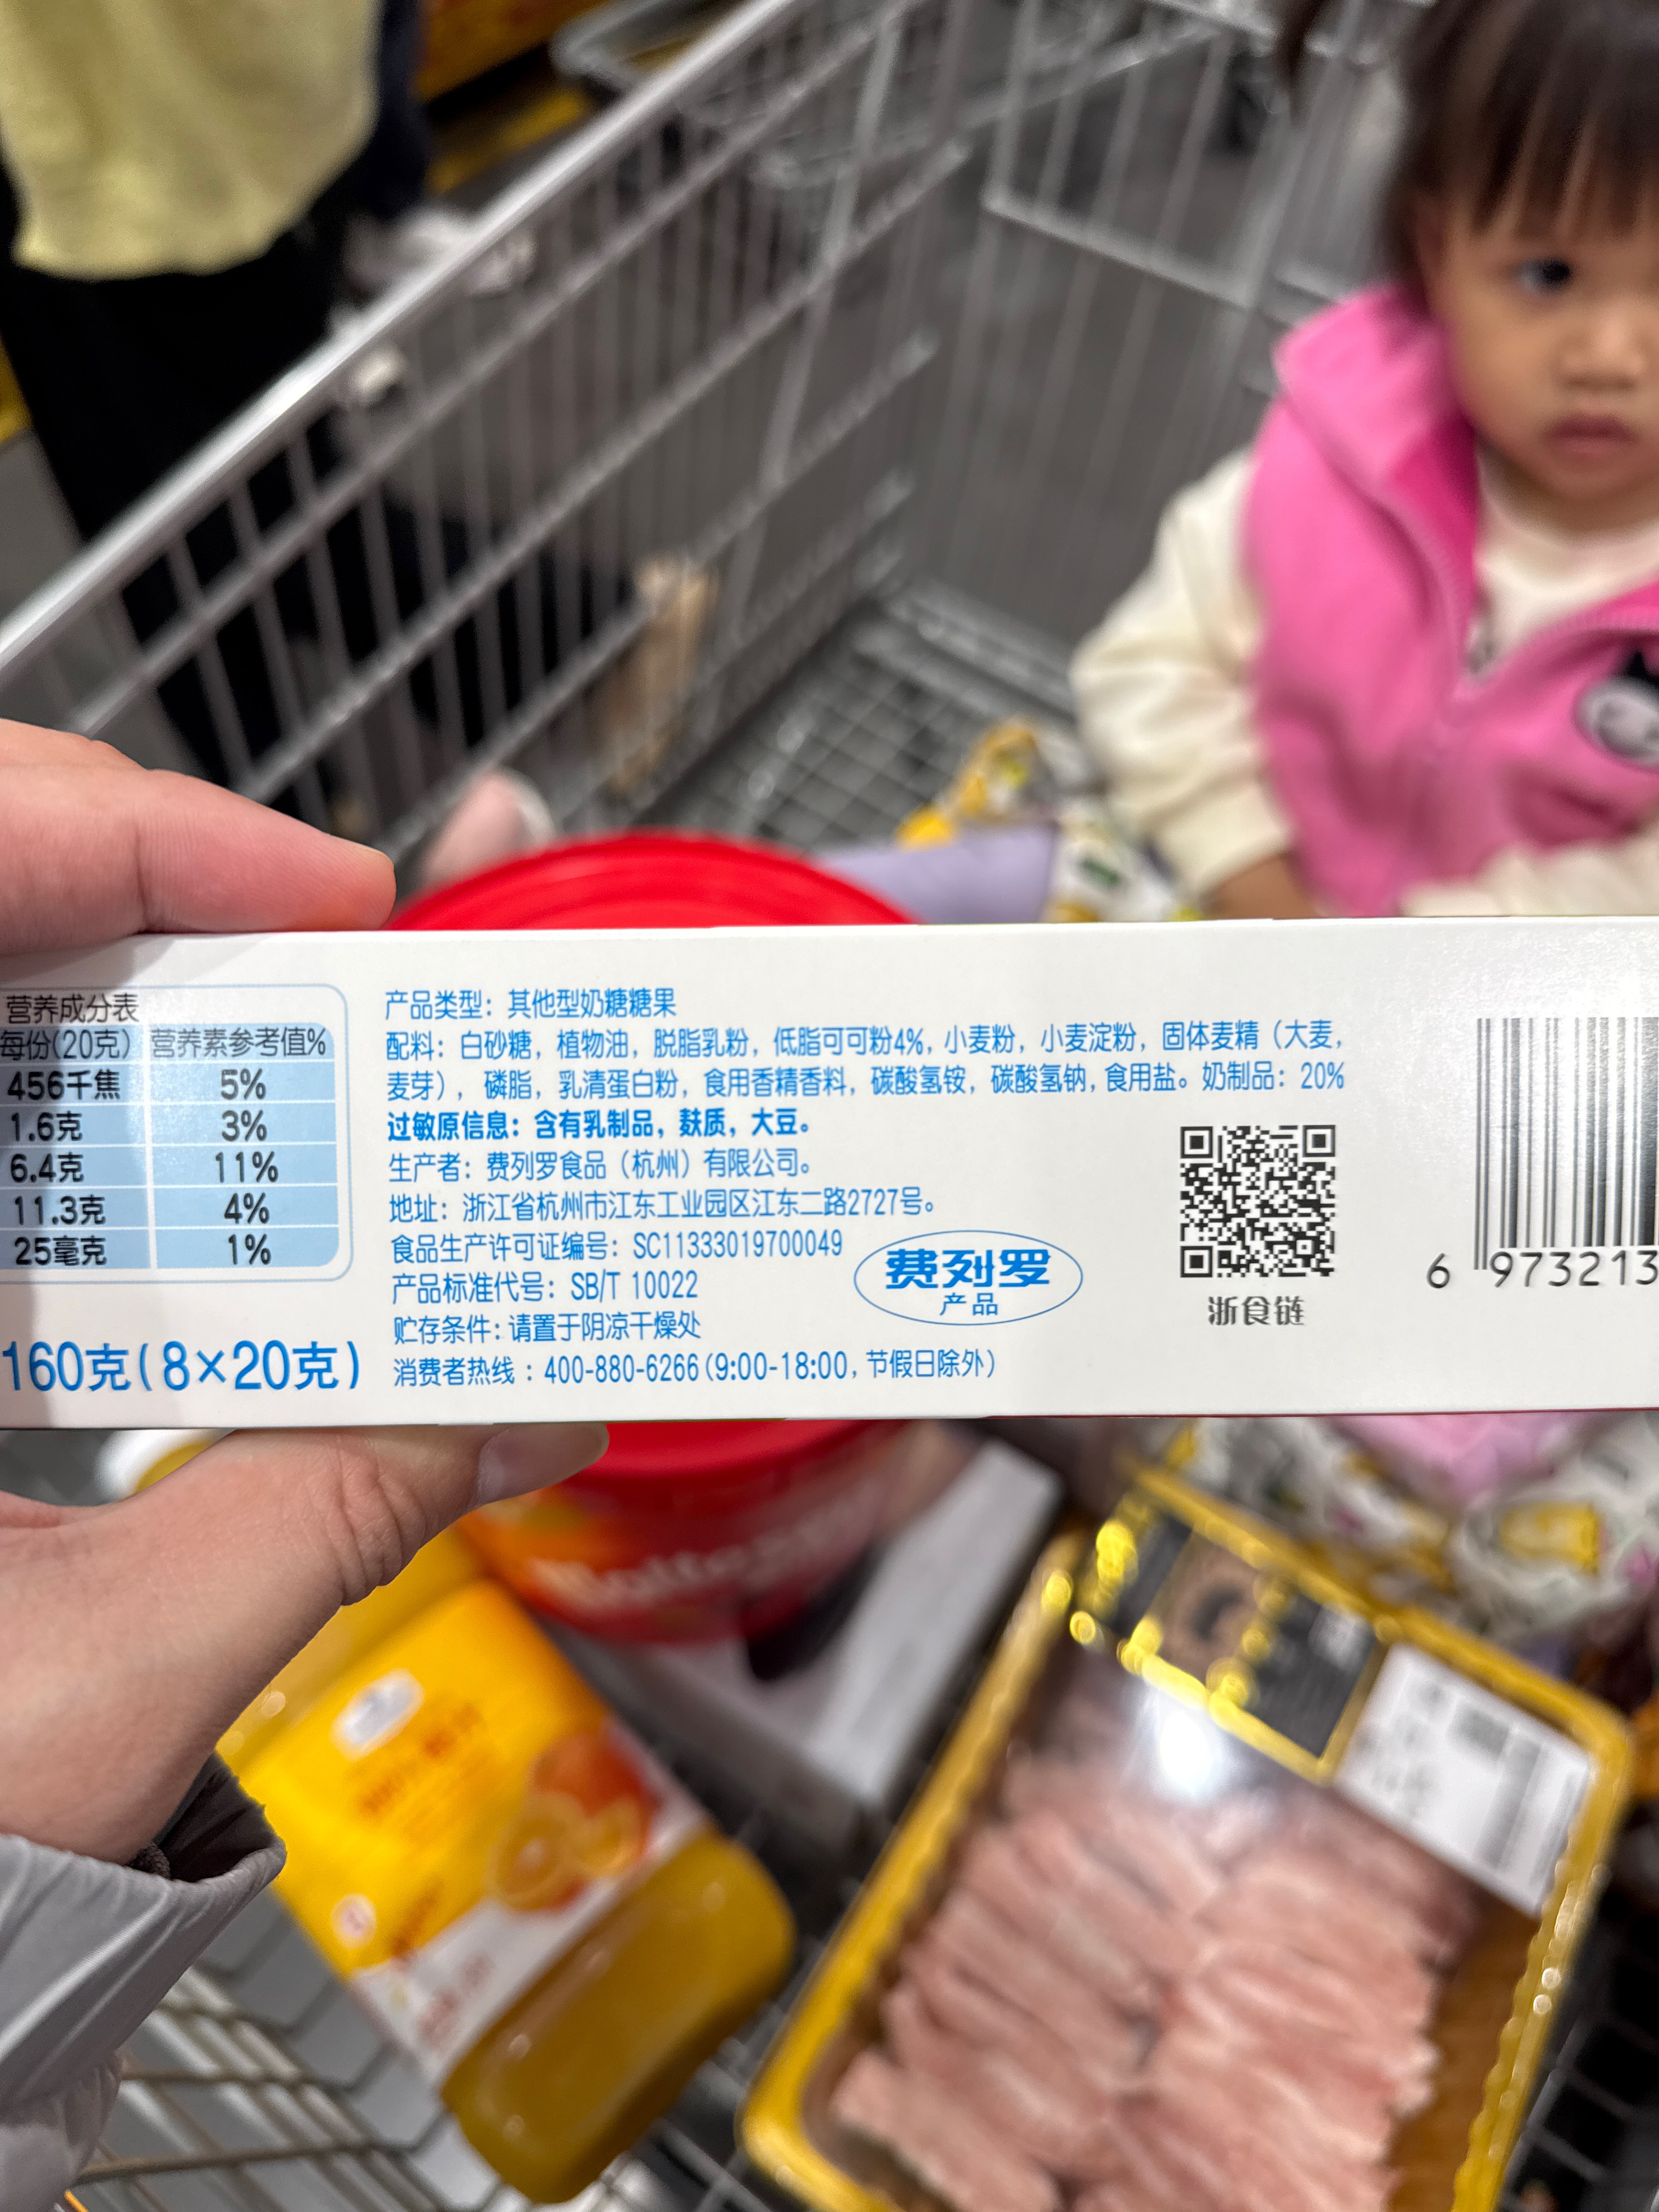 营养成分表
每份(20克) 营养素参考值%
456千焦 5%
1.6克 3%
6.4克 11%
11.3克 4%
25毫克 1%
160克(8×20克)
产品类型：其他型奶糖糖果
配料：白砂糖，植物油，脱脂乳粉，低脂可可粉4%，小麦粉，小麦淀粉，固体麦精（大麦，
麦芽），磷脂，乳清蛋白粉，食用香精香料，碳酸氢铵，碳酸氢钠，食用盐。奶制品：20%
过敏原信息：含有乳制品，麸质，大豆。
生产者：费列罗食品（杭州）有限公司。
地址：浙江省杭州市江东工业园区江东二路2727号。
食品生产许可证编号：SC11333019700049
产品标准代号：SB/T 10022
贮存条件：请置于阴凉干燥处
消费者热线：400-880-6266(9:00-18:00，节假日除外)
费列罗
产品
浙食链
6 973213